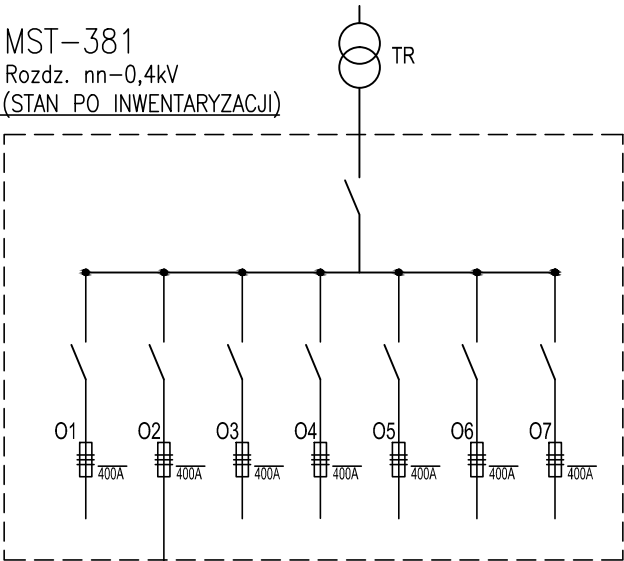 MST-381
Rozdz. nn-0,4kV
(STAN PO INWENTARYZACJI)
TR
O1 O2 O3 O4 O5 O6 O7
400A 400A 400A 400A 400A 400A 400A